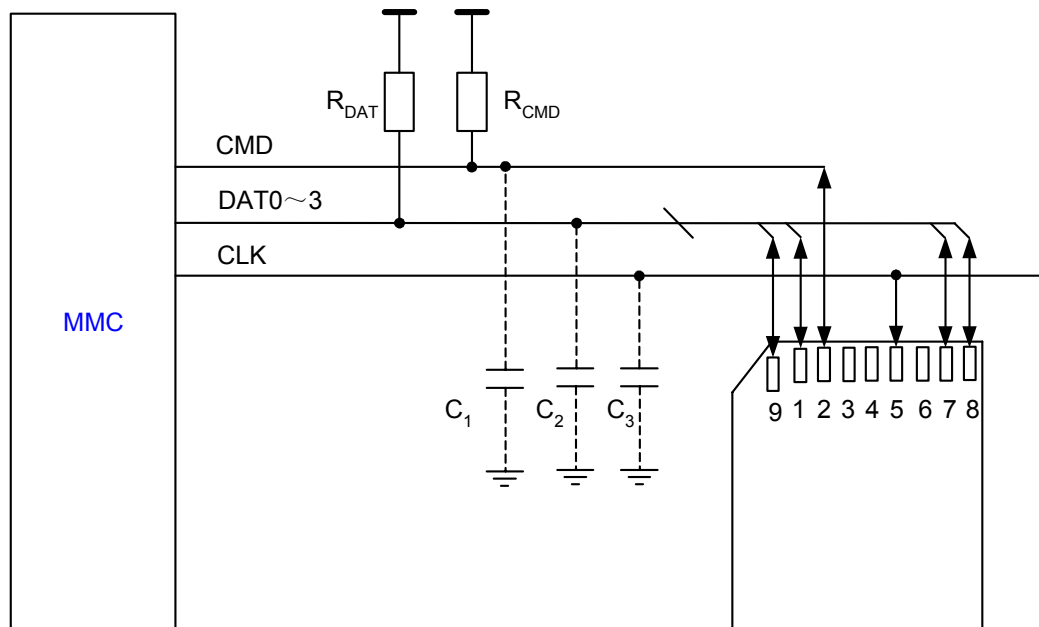 R_DAT
R_CMD
CMD
DAT0～3
CLK
MMC
C_1
C_2
C_3
9 1 2 3 4 5 6 7 8